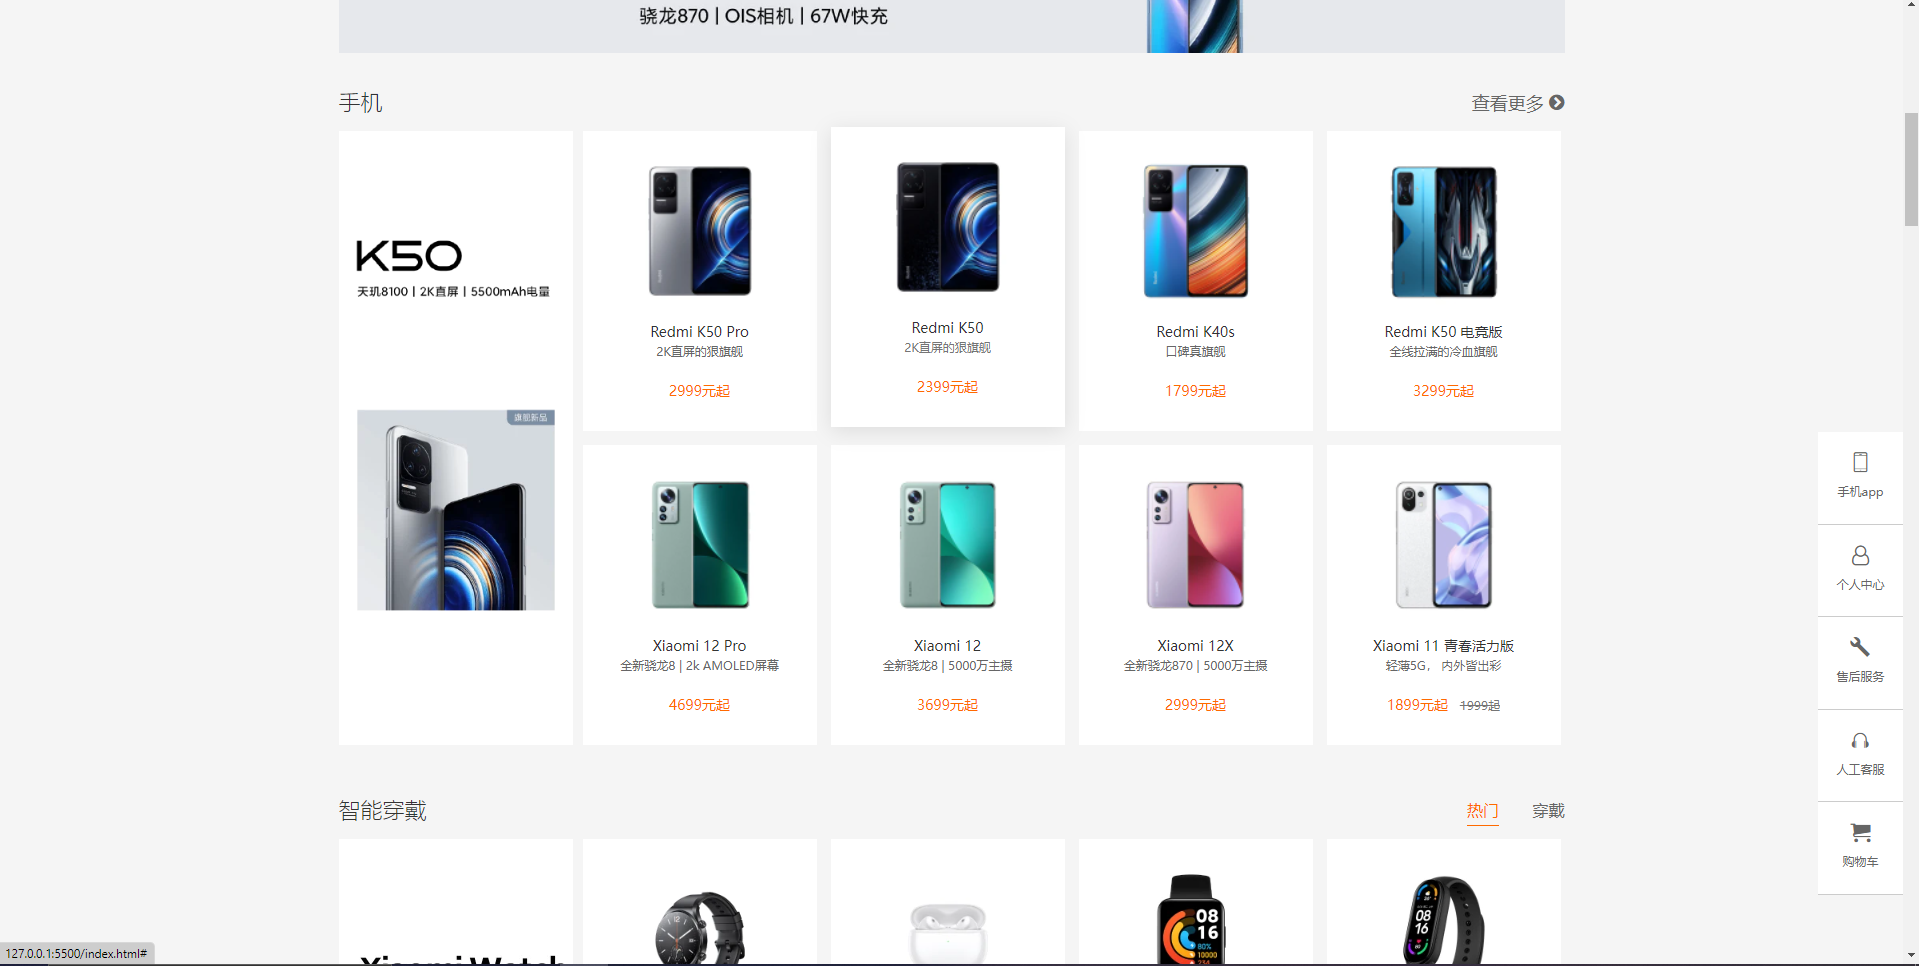 骁龙870 | OIS相机 | 67W快充
手机
查看更多
K50
天玑8100 | 2K直屏 | 5500mAh电量
旗舰新品
Redmi K50 Pro
2K直屏的狠旗舰
2999元起
Redmi K50
2K直屏的狠旗舰
2399元起
Redmi K40s
口碑真旗舰
1799元起
Redmi K50 电竞版
全线拉满的冷血旗舰
3299元起
Xiaomi 12 Pro
全新骁龙8 | 2k AMOLED屏幕
4699元起
Xiaomi 12
全新骁龙8 | 5000万主摄
3699元起
Xiaomi 12X
全新骁龙870 | 5000万主摄
2999元起
Xiaomi 11 青春活力版
轻薄5G， 内外皆出彩
1899元起 1999起
手机app
个人中心
售后服务
人工客服
购物车
智能穿戴
热门 穿戴
Xiaomi Watch
08
16
80%
10000
08
16
127.0.0.1:5500/index.html#